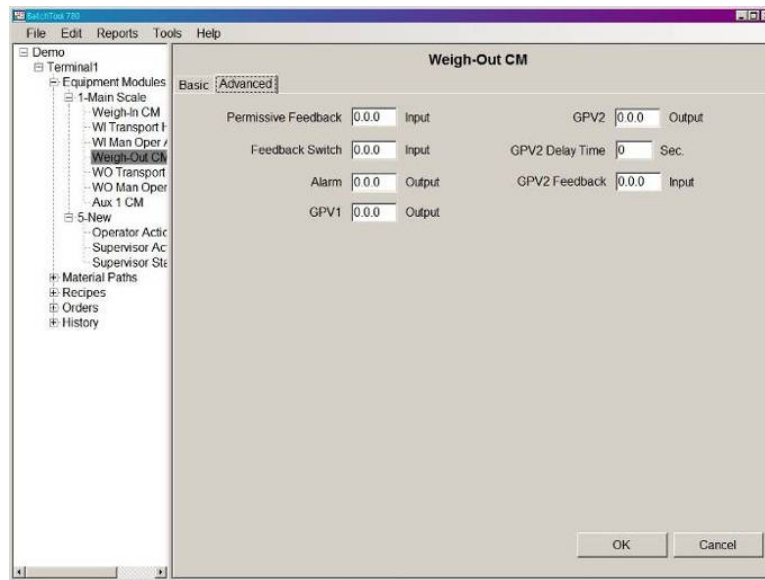 BatchTool 780
File Edit Reports Tools Help
Demo
Terminal1
Equipment Modules
1-Main Scale
Weigh-In CM
WI Transport H
WI Man Oper A
Weigh-Out CM
WO Transport
WO Man Oper
Aux 1 CM
5-New
Operator Actic
Supervisor Ac
Supervisor Sta
Material Paths
Recipes
Orders
History
Weigh-Out CM
Basic Advanced
Permissive Feedback 0.0.0 Input
Feedback Switch 0.0.0 Input
Alarm 0.0.0 Output
GPV1 0.0.0 Output
GPV2 0.0.0 Output
GPV2 Delay Time 0 Sec.
GPV2 Feedback 0.0.0 Input
OK Cancel